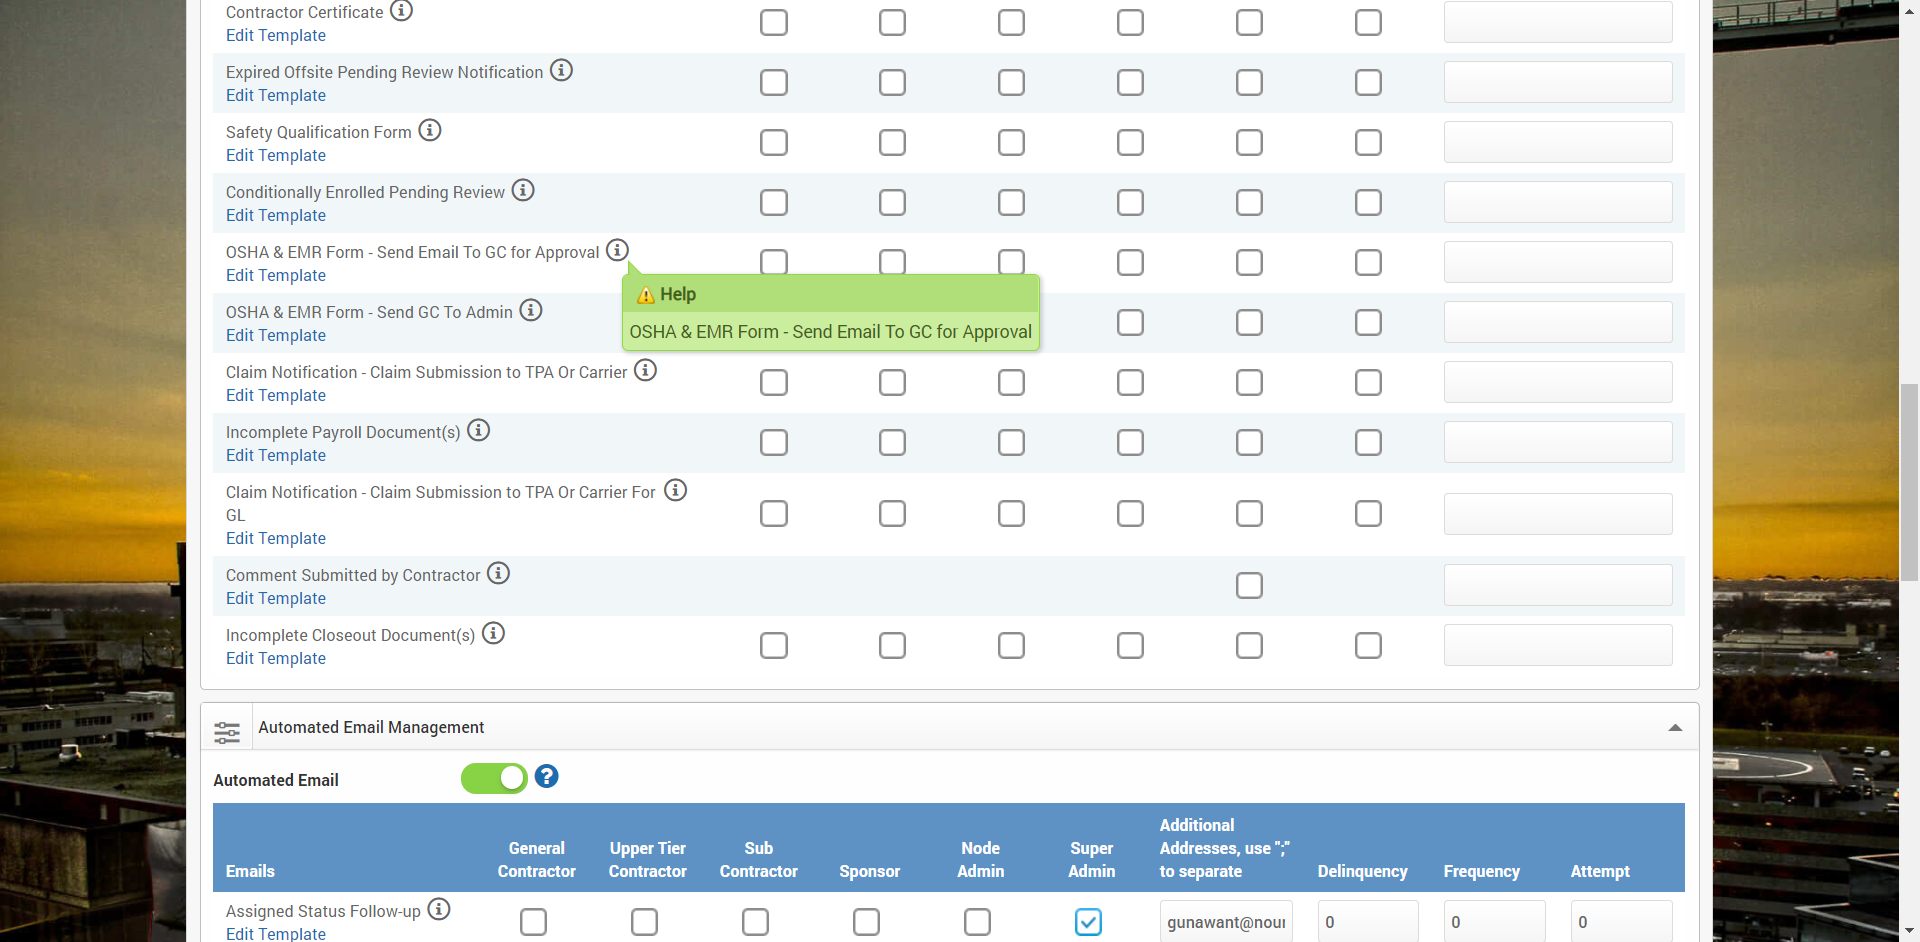 Contractor Certificate
Edit Template
Expired Offsite Pending Review Notification
Edit Template
Safety Qualification Form
Edit Template
Conditionally Enrolled Pending Review
Edit Template
OSHA & EMR Form - Send Email To GC for Approval
Edit Template
Help
OSHA & EMR Form - Send GC To Admin
OSHA & EMR Form - Send Email To GC for Approval
Edit Template
Claim Notification - Claim Submission to TPA Or Carrier
Edit Template
Incomplete Payroll Document(s)
Edit Template
Claim Notification - Claim Submission to TPA Or Carrier For
GL
Edit Template
Comment Submitted by Contractor
Edit Template
Incomplete Closeout Document(s)
Edit Template
Automated Email Management
Automated Email
Emails
General
Contractor
Upper Tier
Contractor
Sub
Contractor
Sponsor
Node
Admin
Super
Admin
Additional
Addresses, use ";"
to separate
Delinquency
Frequency
Attempt
Assigned Status Follow-up
Edit Template
gunawant@nour
0
0
0